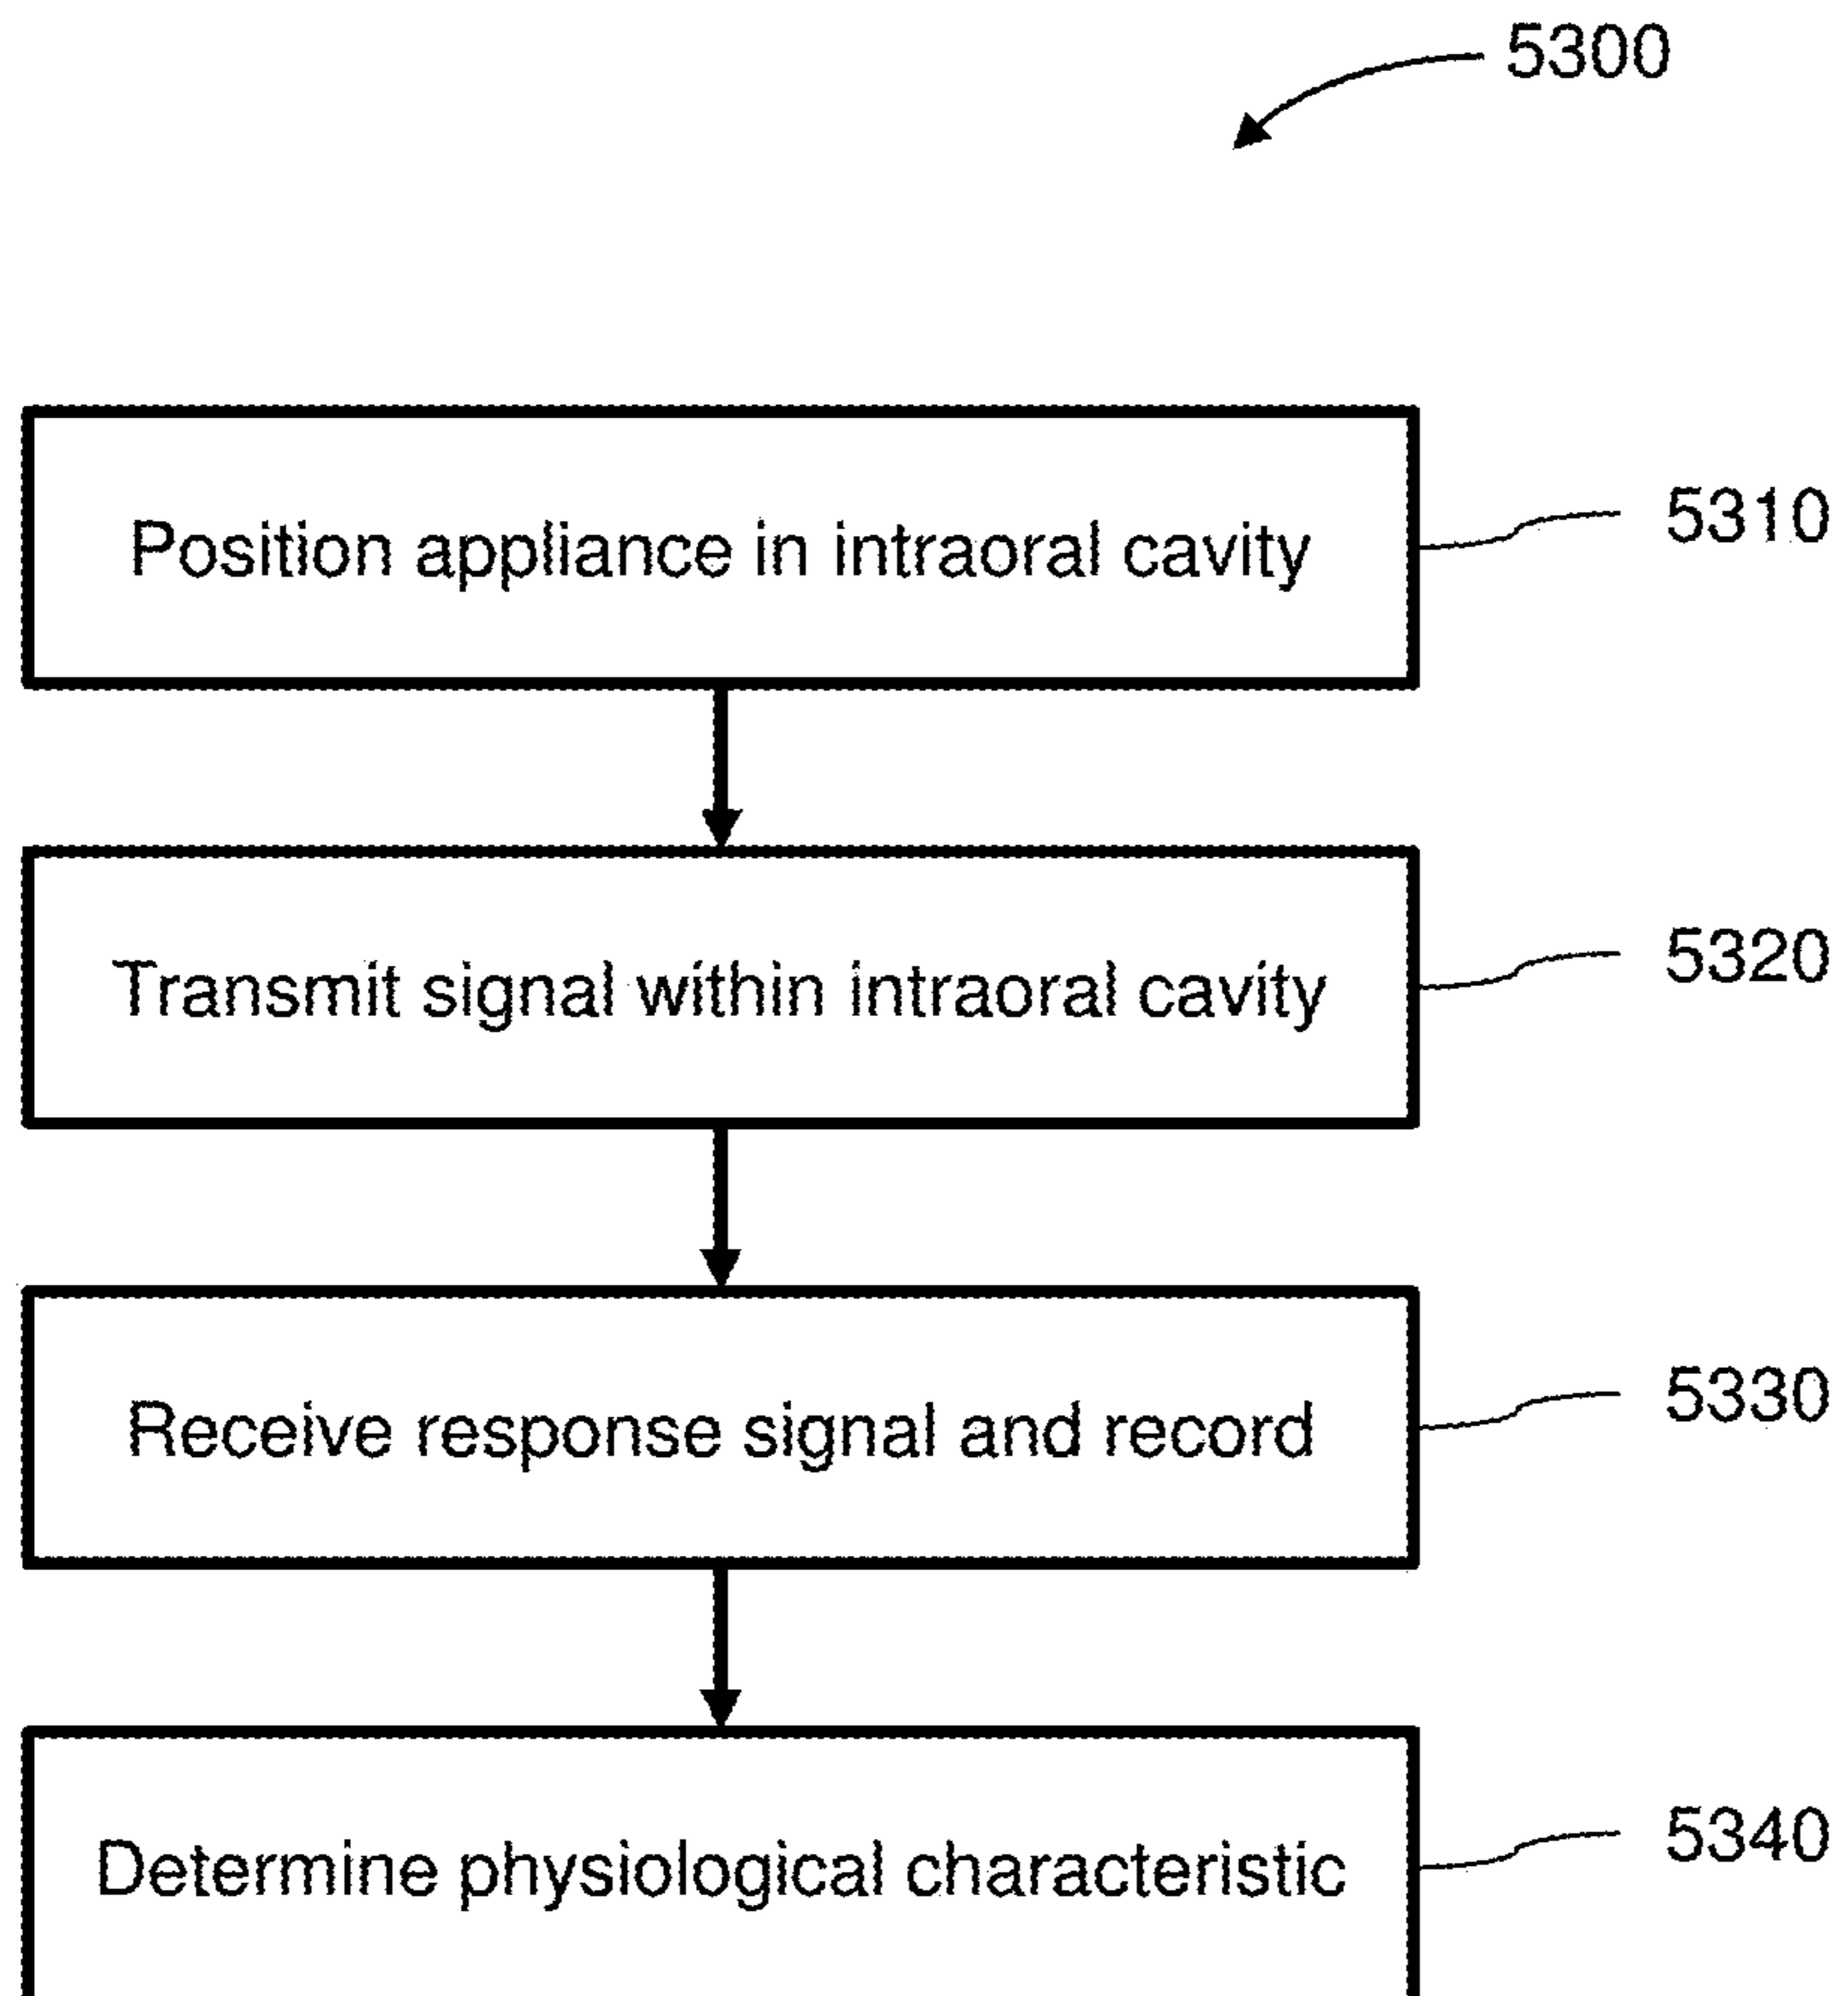 5300
Position appliance in intraoral cavity
5310
Transmit signal within intraoral cavity
5320
Receive response signal and record
5330
Determine physiological characteristic
5340